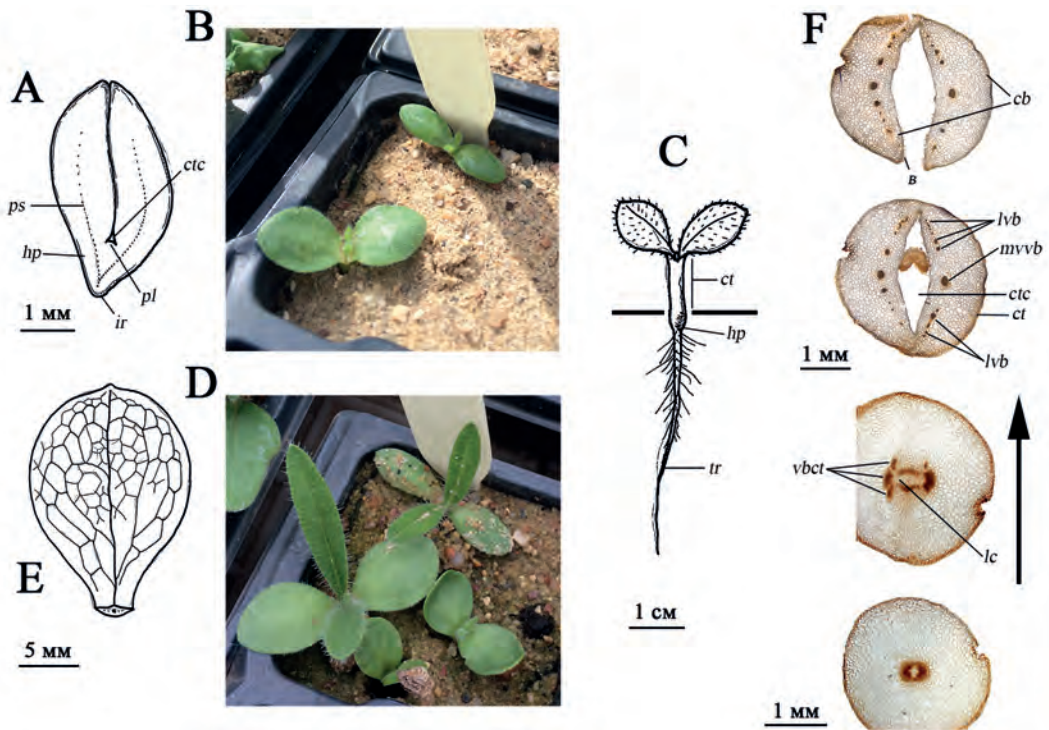 A
ctc
ps
hp
pl
ir
1 мм
B
C
ct
hp
tr
1 см
D
E
5 мм
F
cb
в
lvb
mvvb
ctc
ct
lvb
1 мм
vbct
lc
1 мм